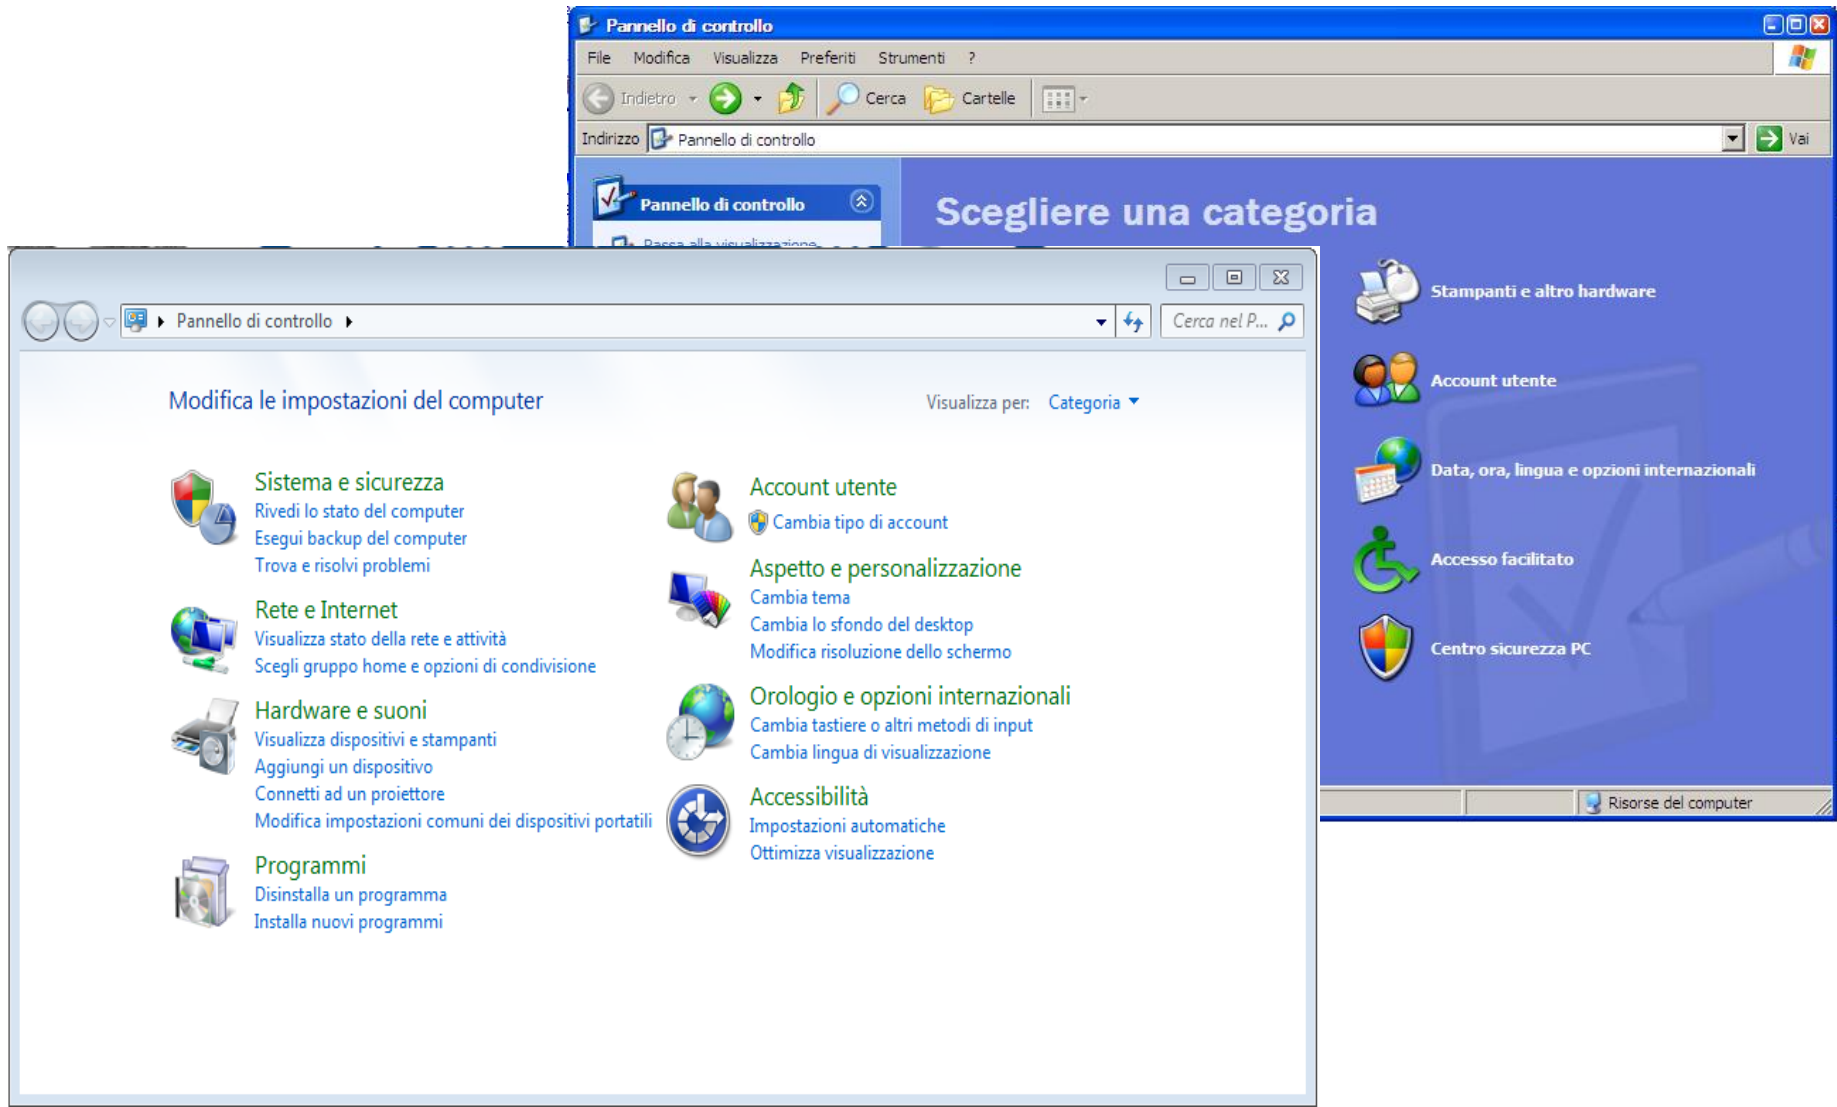 Pannello di controllo
File Modifica Visualizza Preferiti Strumenti ?
Indietro Cerca Cartelle
Indirizzo Pannello di controllo Vai
Pannello di controllo
Passa alla visualizzazione
Scegliere una categoria
Stampanti e altro hardware
Account utente
Data, ora, lingua e opzioni internazionali
Accesso facilitato
Centro sicurezza PC
Risorse del computer
Pannello di controllo
Cerca nel P...
Modifica le impostazioni del computer
Visualizza per: Categoria
Sistema e sicurezza
Rivedi lo stato del computer
Esegui backup del computer
Trova e risolvi problemi
Rete e Internet
Visualizza stato della rete e attività
Scegli gruppo home e opzioni di condivisione
Hardware e suoni
Visualizza dispositivi e stampanti
Aggiungi un dispositivo
Connetti ad un proiettore
Modifica impostazioni comuni dei dispositivi portatili
Programmi
Disinstalla un programma
Installa nuovi programmi
Account utente
Cambia tipo di account
Aspetto e personalizzazione
Cambia tema
Cambia lo sfondo del desktop
Modifica risoluzione dello schermo
Orologio e opzioni internazionali
Cambia tastiere o altri metodi di input
Cambia lingua di visualizzazione
Accessibilità
Impostazioni automatiche
Ottimizza visualizzazione